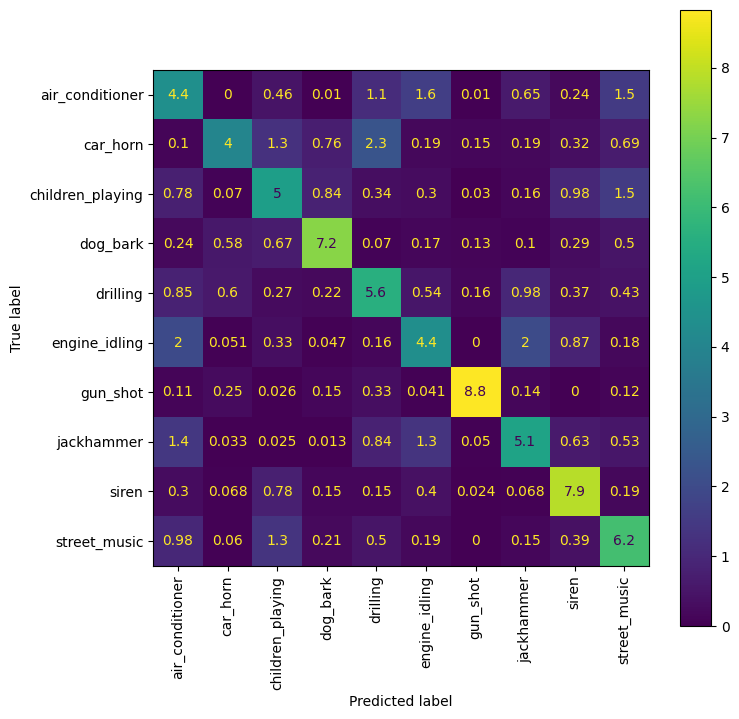 air_conditioner 4.4 0 0.46 0.01 1.1 1.6 0.01 0.65 0.24 1.5
car_horn 0.1 4 1.3 0.76 2.3 0.19 0.15 0.19 0.32 0.69
children_playing 0.78 0.07 5 0.84 0.34 0.3 0.03 0.16 0.98 1.5
dog_bark 0.24 0.58 0.67 7.2 0.07 0.17 0.13 0.1 0.29 0.5
drilling 0.85 0.6 0.27 0.22 5.6 0.54 0.16 0.98 0.37 0.43
engine_idling 2 0.051 0.33 0.047 0.16 4.4 0 2 0.87 0.18
gun_shot 0.11 0.25 0.026 0.15 0.33 0.041 8.8 0.14 0 0.12
jackhammer 1.4 0.033 0.025 0.013 0.84 1.3 0.05 5.1 0.63 0.53
siren 0.3 0.068 0.78 0.15 0.15 0.4 0.024 0.068 7.9 0.19
street_music 0.98 0.06 1.3 0.21 0.5 0.19 0 0.15 0.39 6.2
True label
air_conditioner
car_horn
children_playing
dog_bark
drilling
engine_idling
gun_shot
jackhammer
siren
street_music
Predicted label
8
7
6
5
4
3
2
1
0